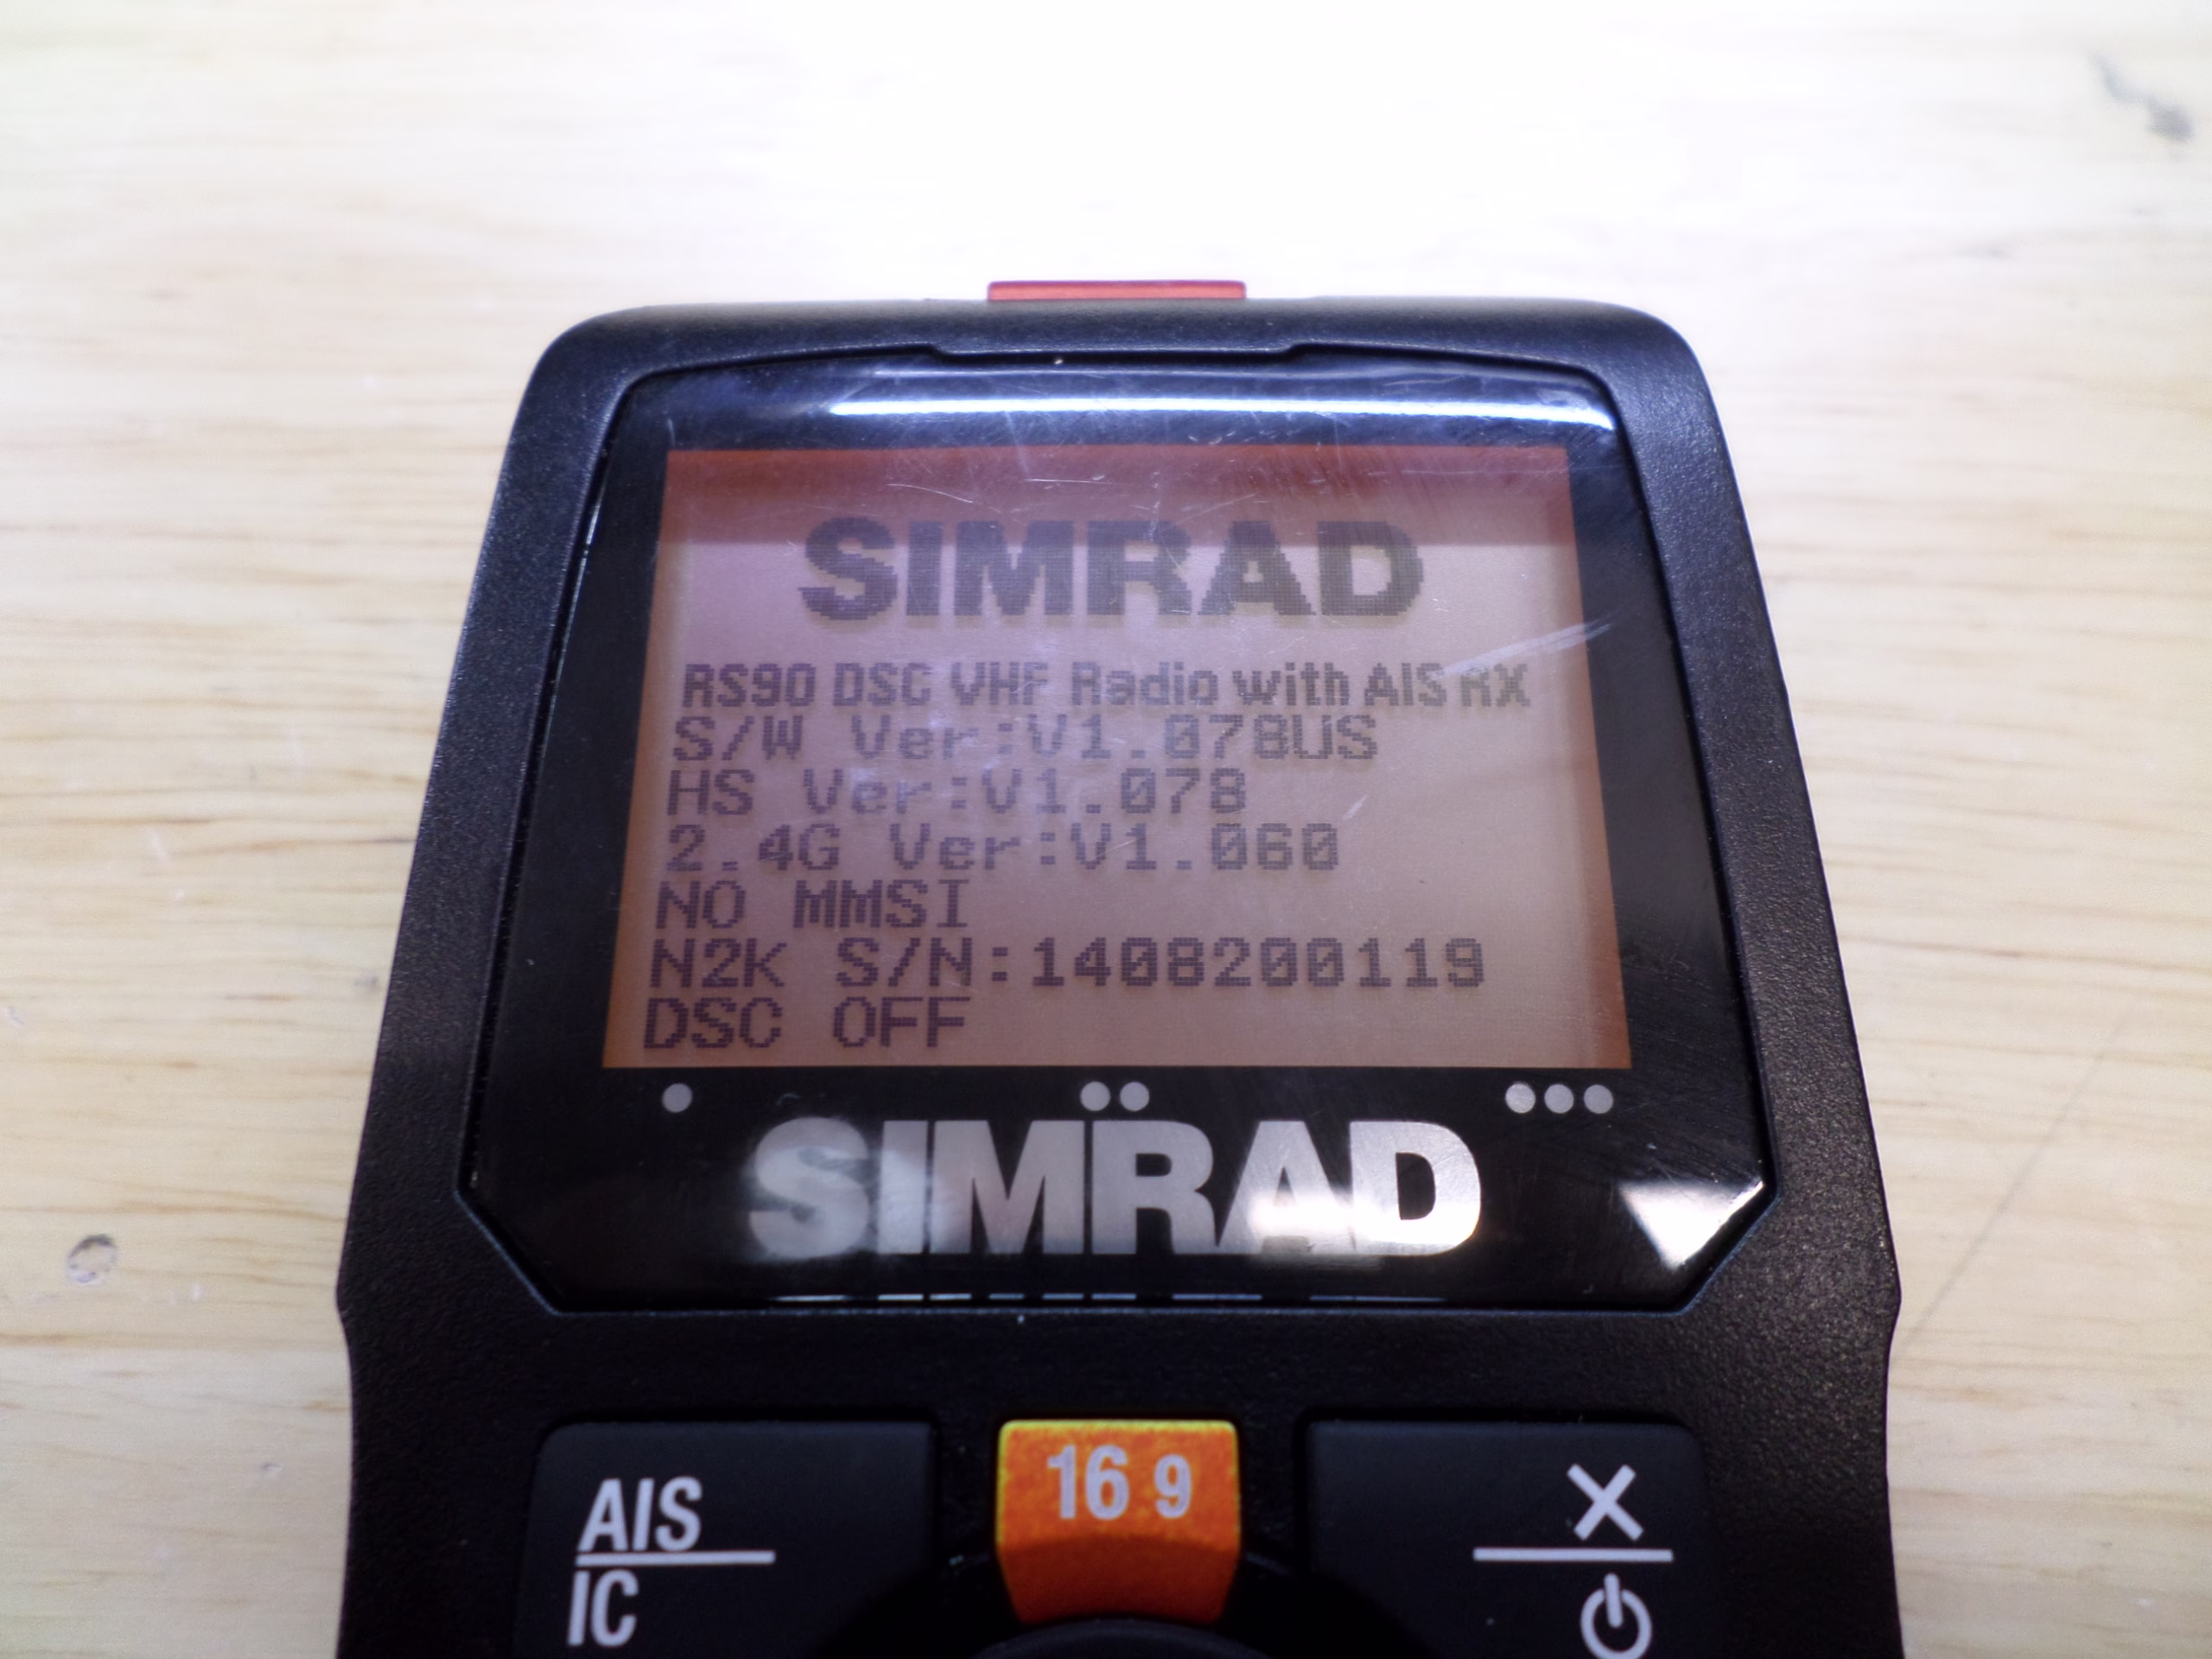 SIMRAD
RS90 DSC VHF Radio with AIS RX
S/W Ver:V1.078US
HS Ver:V1.078
2.4G Ver:V1.060
NO MMSI
N2K S/N:1408200119
DSC OFF
SIMRAD
16 9
AIS
IC
X